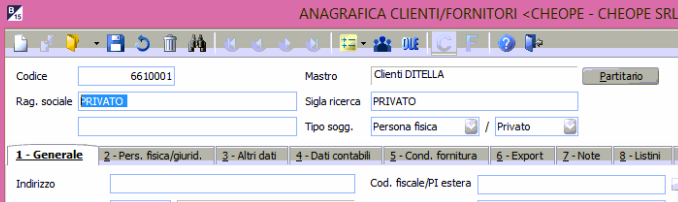 B 15 ANAGRAFICA CLIENTI/FORNITORI <CHEOPE - CHEOPE SRL
OLE C F ?
Codice 6610001 Mastro Clienti DITELLA Partitario
Rag. sociale PRIVATO Sigla ricerca PRIVATO
Tipo sogg. Persona fisica / Privato
1 - Generale 2 - Pers. fisica/giurid. 3 - Altri dati 4 - Dati contabili 5 - Cond. fornitura 6 - Export 7 - Note 8 - Listini
Indirizzo Cod. fiscale/PI estera